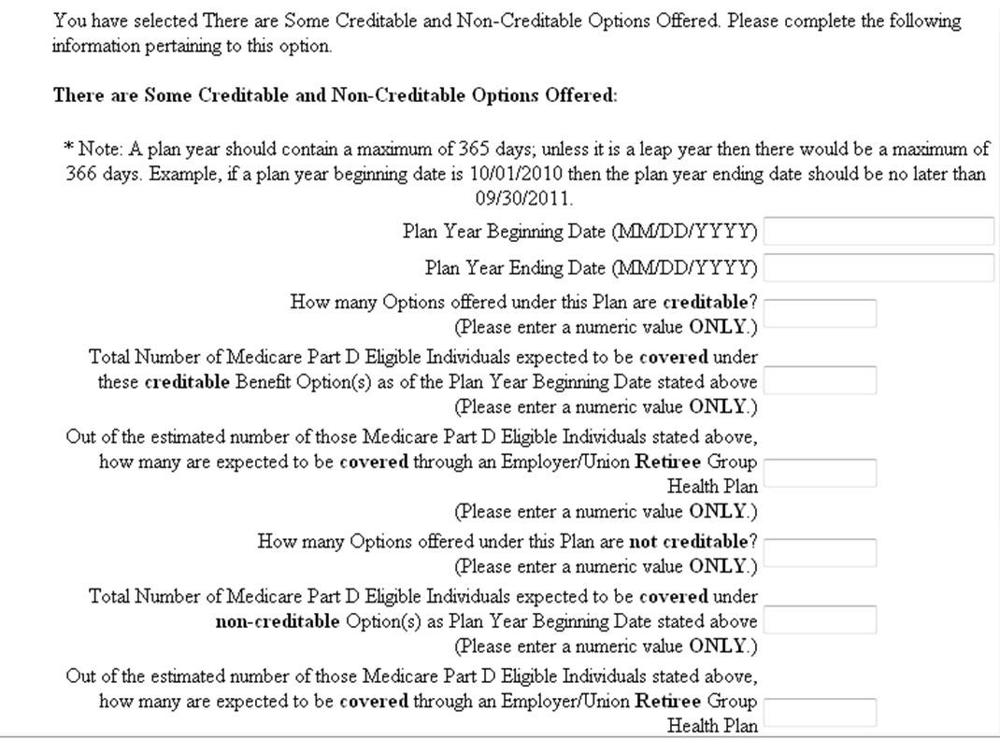 You have selected There are Some Creditable and Non-Creditable Options Offered. Please complete the following
information pertaining to this option.
There are Some Creditable and Non-Creditable Options Offered:
* Note: A plan year should contain a maximum of 365 days; unless it is a leap year then there would be a maximum of
366 days. Example, if a plan year beginning date is 10/01/2010 then the plan year ending date should be no later than
09/30/2011.
Plan Year Beginning Date (MM/DD/YYYY)
Plan Year Ending Date (MM/DD/YYYY)
How many Options offered under this Plan are creditable?
(Please enter a numeric value ONLY.)
Total Number of Medicare Part D Eligible Individuals expected to be covered under
these creditable Benefit Option(s) as of the Plan Year Beginning Date stated above
(Please enter a numeric value ONLY.)
Out of the estimated number of those Medicare Part D Eligible Individuals stated above,
how many are expected to be covered through an Employer/Union Retiree Group
Health Plan
(Please enter a numeric value ONLY.)
How many Options offered under this Plan are not creditable?
(Please enter a numeric value ONLY.)
Total Number of Medicare Part D Eligible Individuals expected to be covered under
non-creditable Option(s) as Plan Year Beginning Date stated above
(Please enter a numeric value ONLY.)
Out of the estimated number of those Medicare Part D Eligible Individuals stated above,
how many are expected to be covered through an Employer/Union Retiree Group
Health Plan